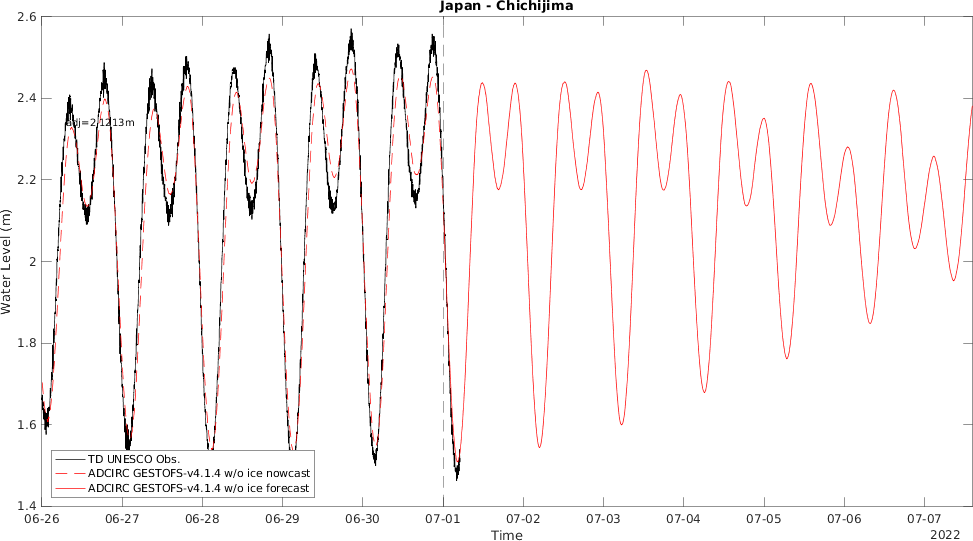 Japan - Chichijima
2.6
2.4
adj=2.1213m
2.2
Water Level (m)
2
1.8
1.6
TD UNESCO Obs.
ADCIRC GESTOFS-v4.1.4 w/o ice nowcast
ADCIRC GESTOFS-v4.1.4 w/o ice forecast
1.4
06-26 06-27 06-28 06-29 06-30 07-01 07-02 07-03 07-04 07-05 07-06 07-07
Time
2022